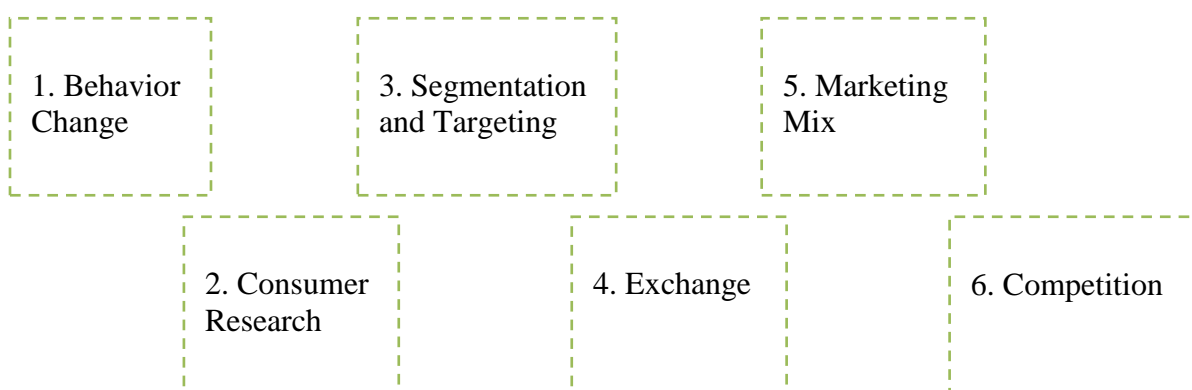 1. Behavior
Change
2. Consumer
Research
3. Segmentation
and Targeting
4. Exchange
5. Marketing
Mix
6. Competition